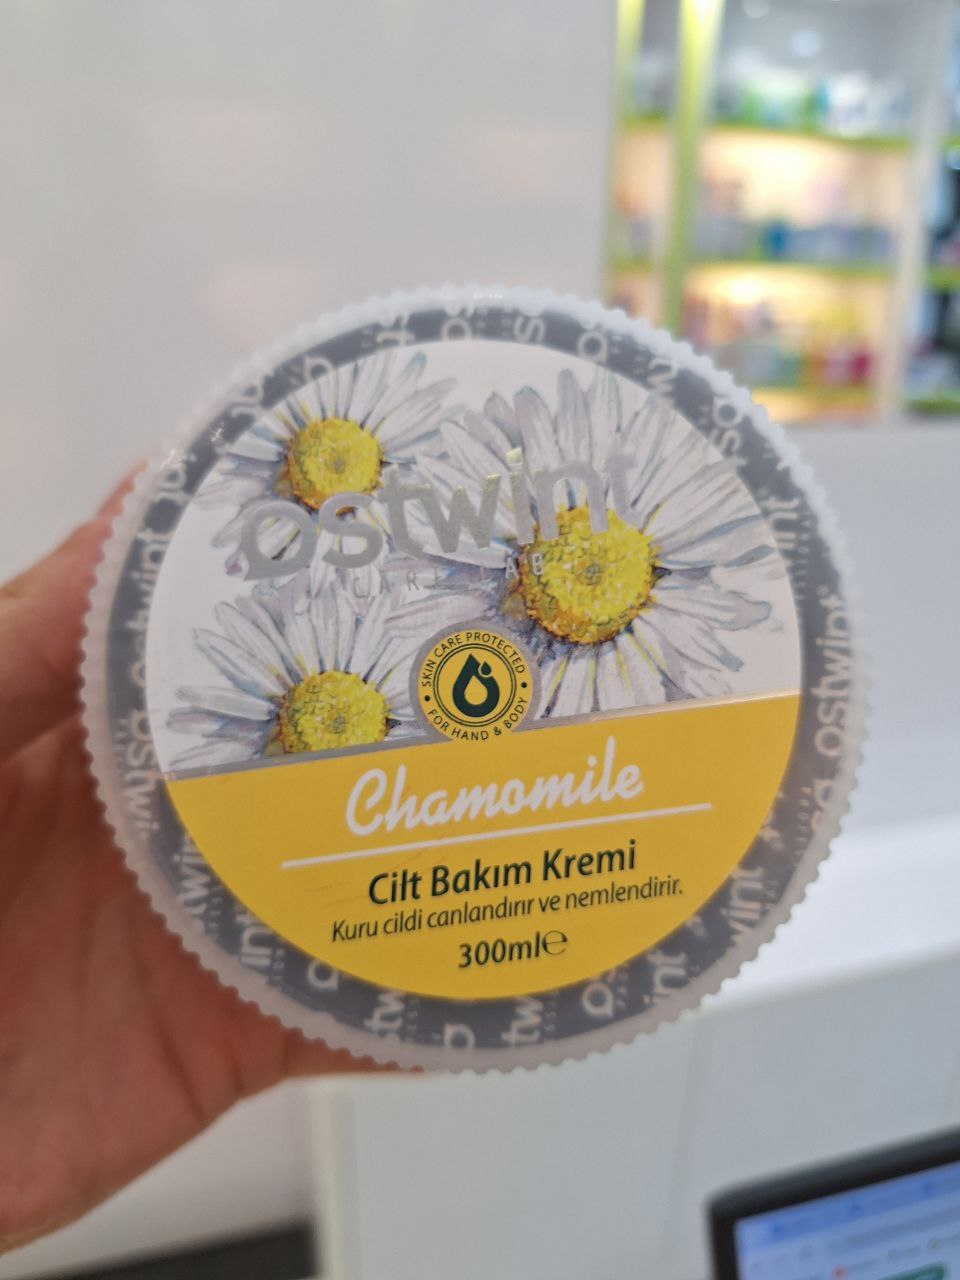 ostwint
CARE LAB
SKIN CARE PROTECTED
FOR HAND & BODY
Chamomile
Cilt Bakım Kremi
Kuru cildi canlandırır ve nemlendirir.
300ml℮